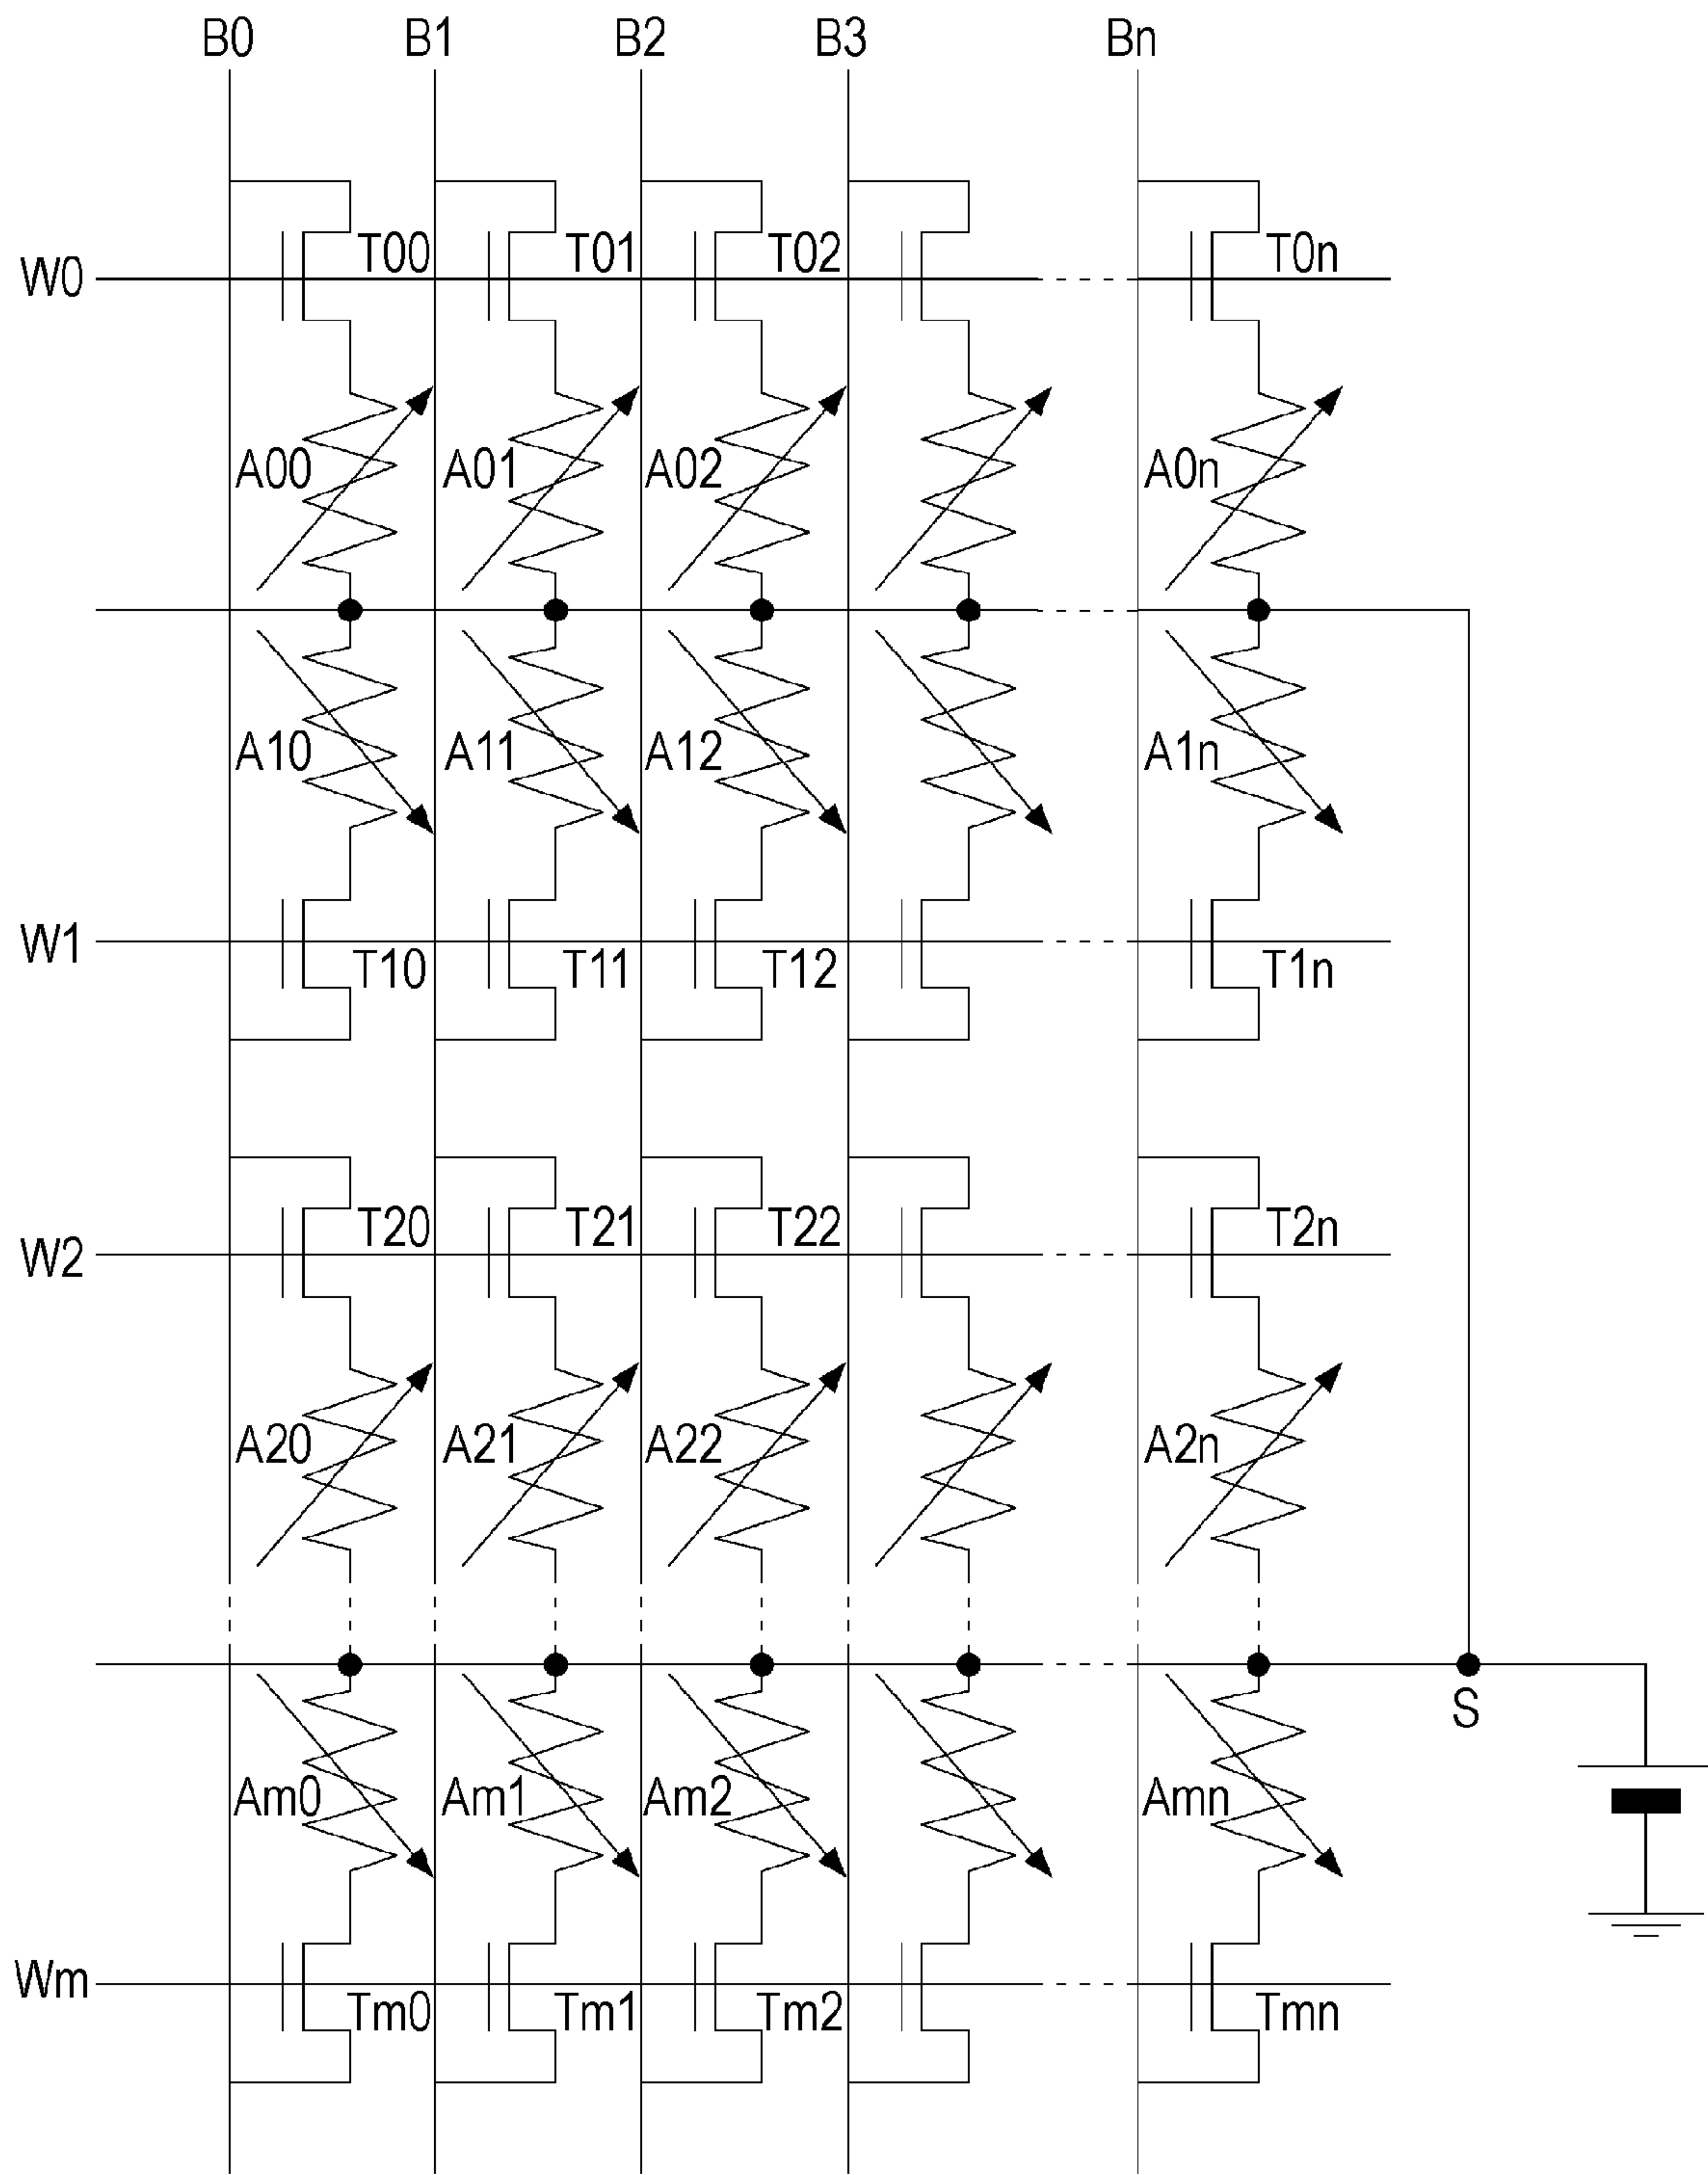 B0 B1 B2 B3 Bn
W0 T00 T01 T02 T0n
A00 A01 A02 A0n
A10 A11 A12 A1n
W1 T10 T11 T12 T1n
W2 T20 T21 T22 T2n
A20 A21 A22 A2n
S
Am0 Am1 Am2 Amn
Wm Tm0 Tm1 Tm2 Tmn